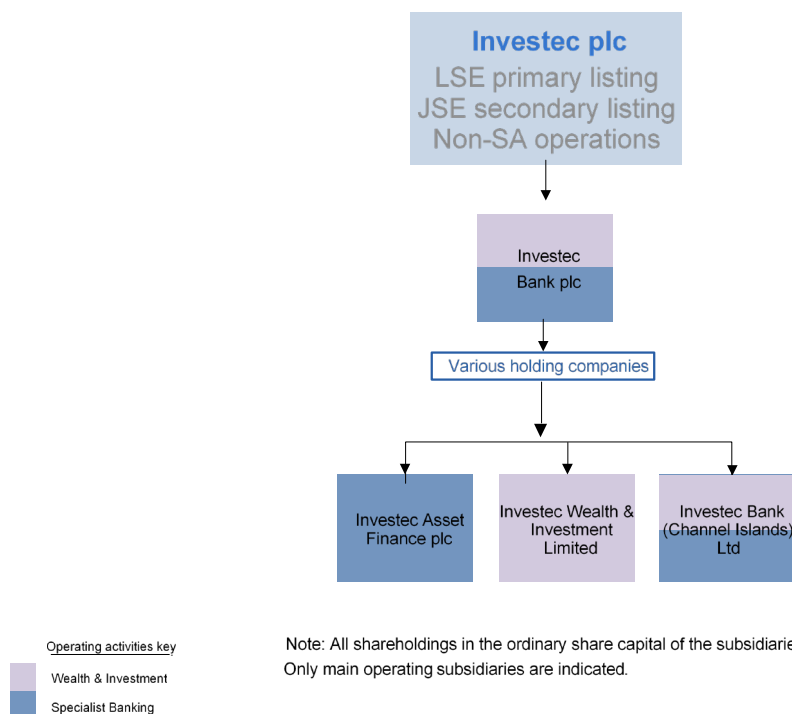 Investec plc
LSE primary listing
JSE secondary listing
Non-SA operations
Investec
Bank plc
Various holding companies
Investec Asset
Finance plc
Investec Wealth &
Investment
Limited
Investec Bank
(Channel Islands)
Ltd
Operating activities key
Wealth & Investment
Specialist Banking
Note: All shareholdings in the ordinary share capital of the
Only main operating subsidiaries are indicated.